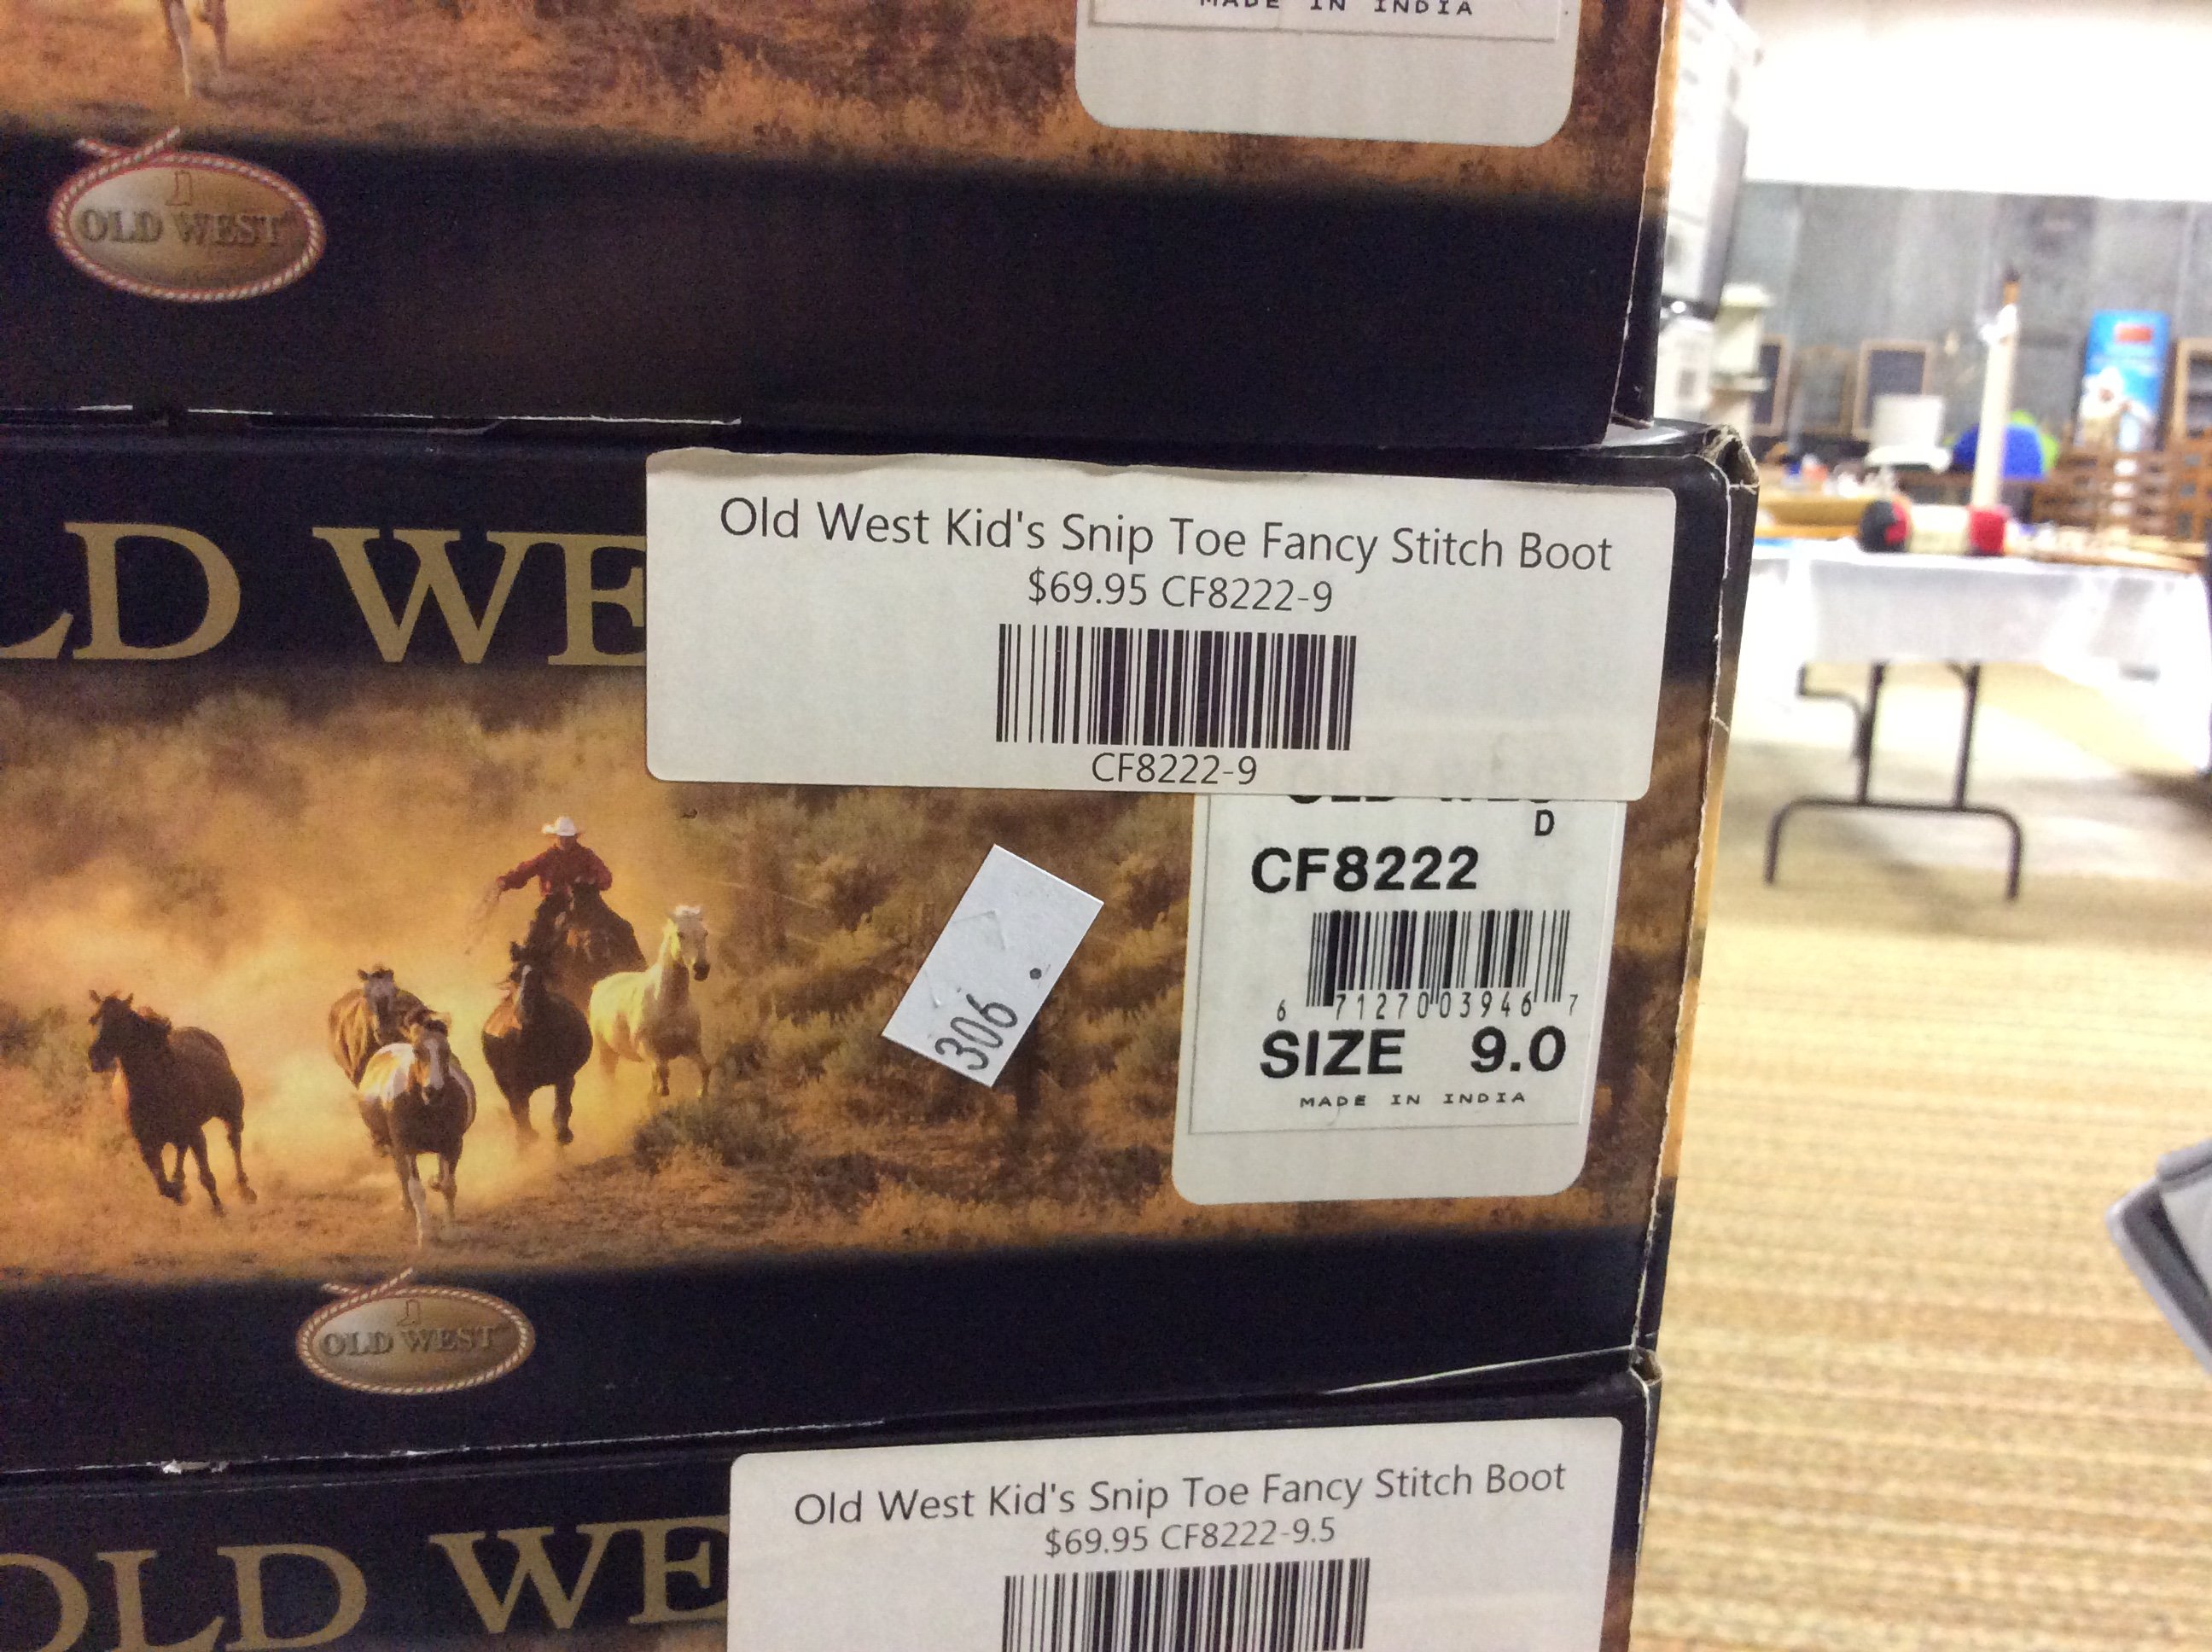 MADE IN INDIA
OLD WEST
LD WE
Old West Kid's Snip Toe Fancy Stitch Boot
$69.95 CF8222-9
CF8222-9
D
CF8222
6 71270 03946 7
SIZE 9.0
MADE IN INDIA
306
OLD WEST
OLD WE
Old West Kid's Snip Toe Fancy Stitch Boot
$69.95 CF8222-9.5